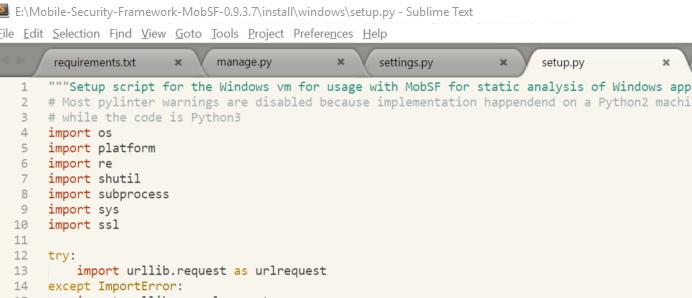 E:\Mobile-Security-Framework-MobSF-0.9.3.7\install\windows\setup.py - Sublime Text
File Edit Selection Find View Goto Tools Project Preferences Help
requirements.txt × manage.py × settings.py × setup.py ×
1 """Setup script for the Windows vm for usage with MobSF for static analysis of Windows app
2 # Most pylinter warnings are disabled because implementation happendend on a Python2 machi
3 # while the code is Python3
4 import os
5 import platform
6 import re
7 import shutil
8 import subprocess
9 import sys
10 import ssl
11
12 try:
13 import urllib.request as urlrequest
14 except ImportError: